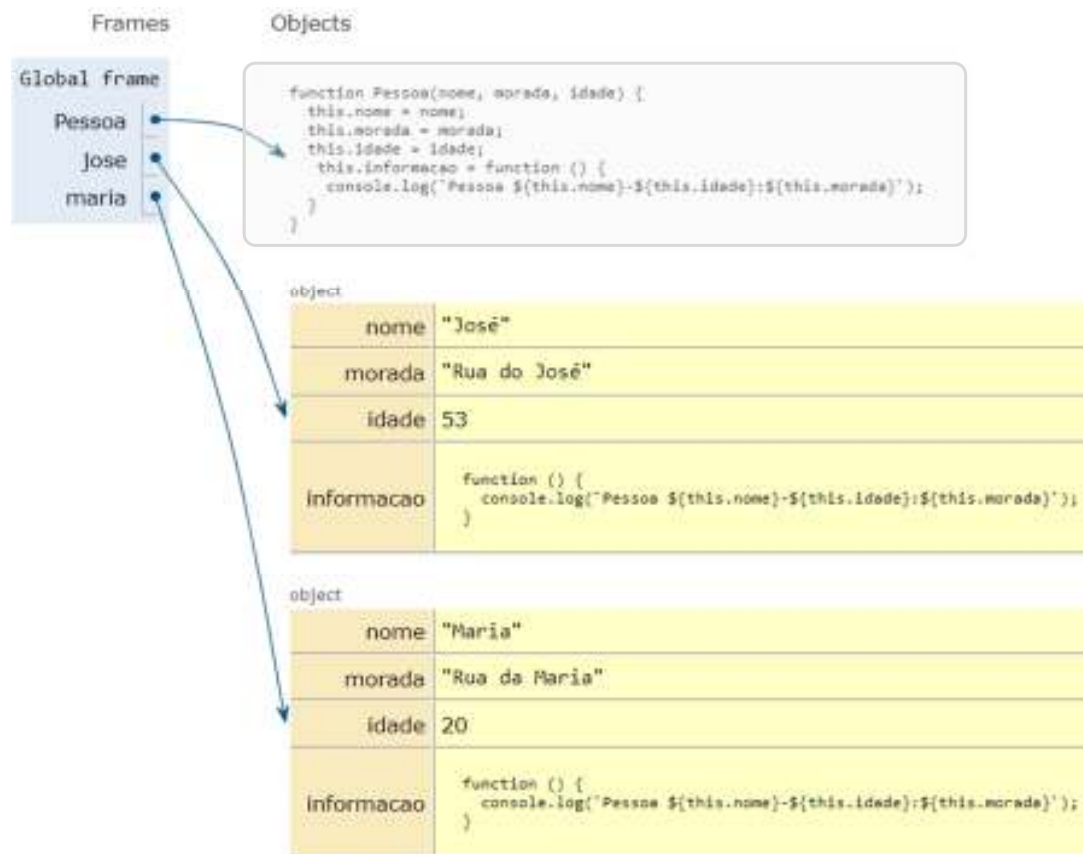 Frames Objects
Global frame
Pessoa
jose
maria
function Pessoa(nome, morada, idade) {
this.nome = nome;
this.morada = morada;
this.idade = idade;
this.informacao = function () {
console.log(`Pessoa ${this.nome}-${this.idade}:${this.morada}`);
}
}
object
nome "José"
morada "Rua do José"
idade 53
informacao
function () {
console.log(`Pessoa ${this.nome}-${this.idade}:${this.morada}`);
}
object
nome "Maria"
morada "Rua da Maria"
idade 20
informacao
function () {
console.log(`Pessoa ${this.nome}-${this.idade}:${this.morada}`);
}